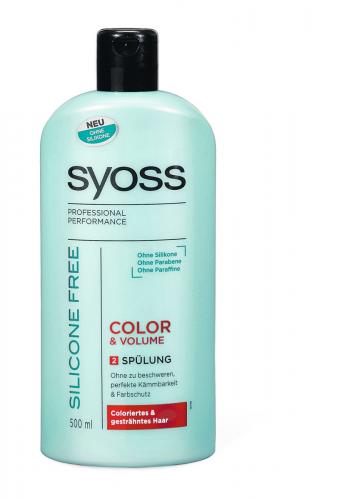 NEU
OHNE
SILIKONE
syoss
PROFESSIONAL
PERFORMANCE
Ohne Silikone
Ohne Parabene
Ohne Paraffine
SILICONE FREE
COLOR
& VOLUME
2 SPÜLUNG
Ohne zu beschweren,
perfekte Kämmbarkeit
& Farbschutz
Coloriertes &
gesträhntes Haar
500 ml